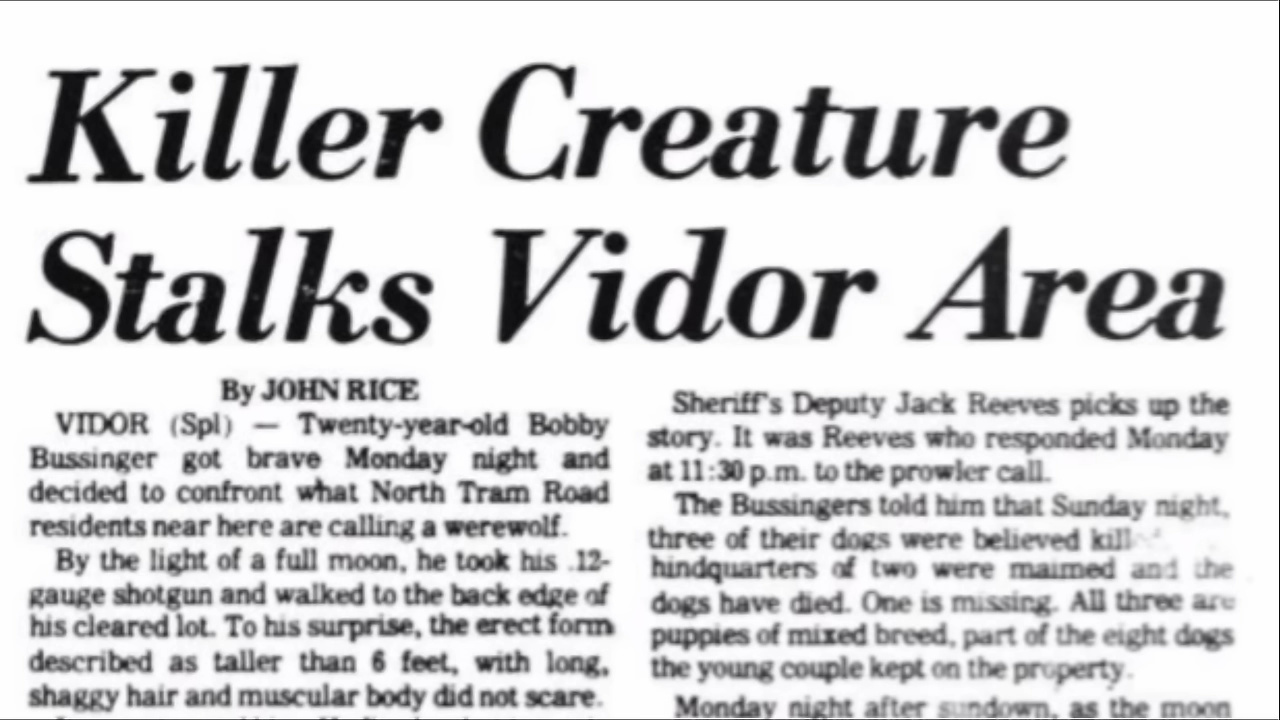 Killer Creature
Stalks Vidor Area
By JOHN RICE
VIDOR (Spl) — Twenty-year-old Bobby
Bussinger got brave Monday night and
decided to confront what North Tram Road
residents near here are calling a werewolf.
By the light of a full moon, he took his .12-
gauge shotgun and walked to the back edge of
his cleared lot. To his surprise, the erect form
described as taller than 6 feet, with long,
shaggy hair and muscular body did not scare.
Sheriff's Deputy Jack Reeves picks up the
story. It was Reeves who responded Monday
at 11:30 p.m. to the prowler call.
The Bussingers told him that Sunday night,
three of their dogs were believed
hindquarters of two were maimed and the
dogs have died. One is missing. All three are
puppies of mixed breed, part of the eight dogs
the young couple kept on the property.
Monday night after sundown, as the moon